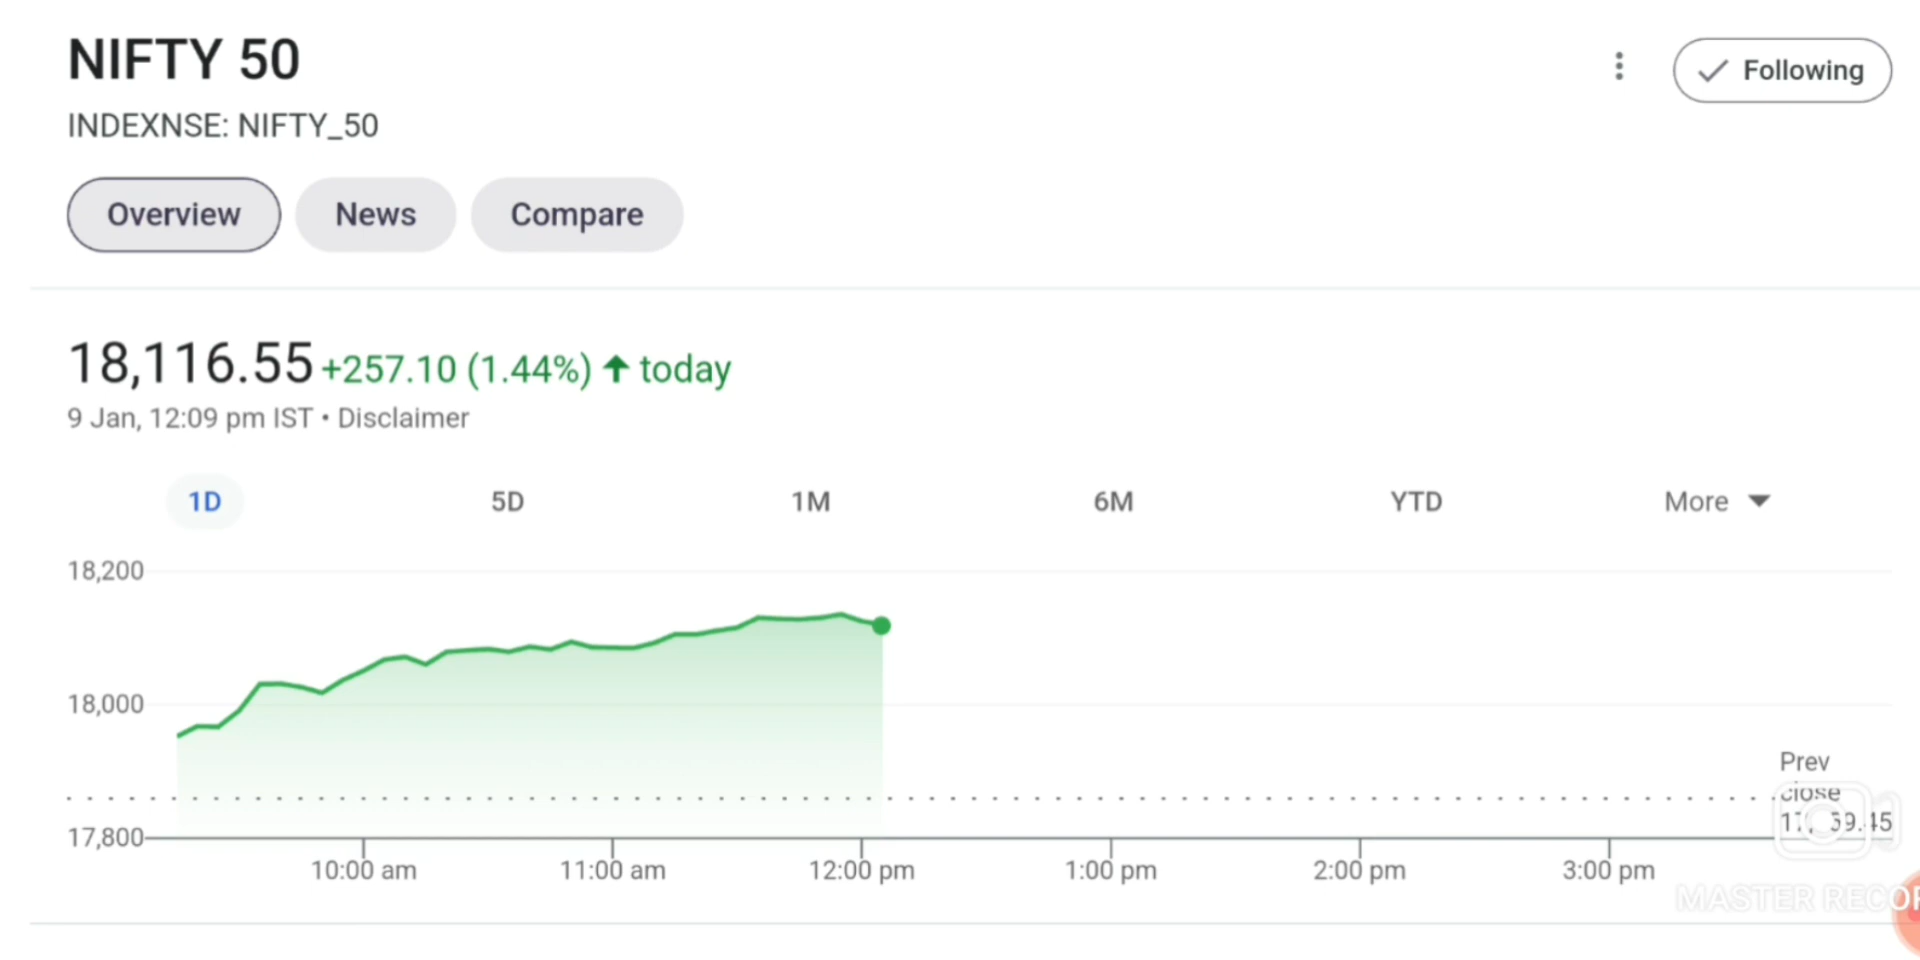 NIFTY 50
Following
INDEXNSE: NIFTY_50
Overview
News
Compare
18,116.55 +257.10 (1.44%) ↑ today
9 Jan, 12:09 pm IST • Disclaimer
1D 5D 1M 6M YTD More
18,200
18,000
Prev
close
17,800
10:00 am 11:00 am 12:00 pm 1:00 pm 2:00 pm 3:00 pm
MASTER